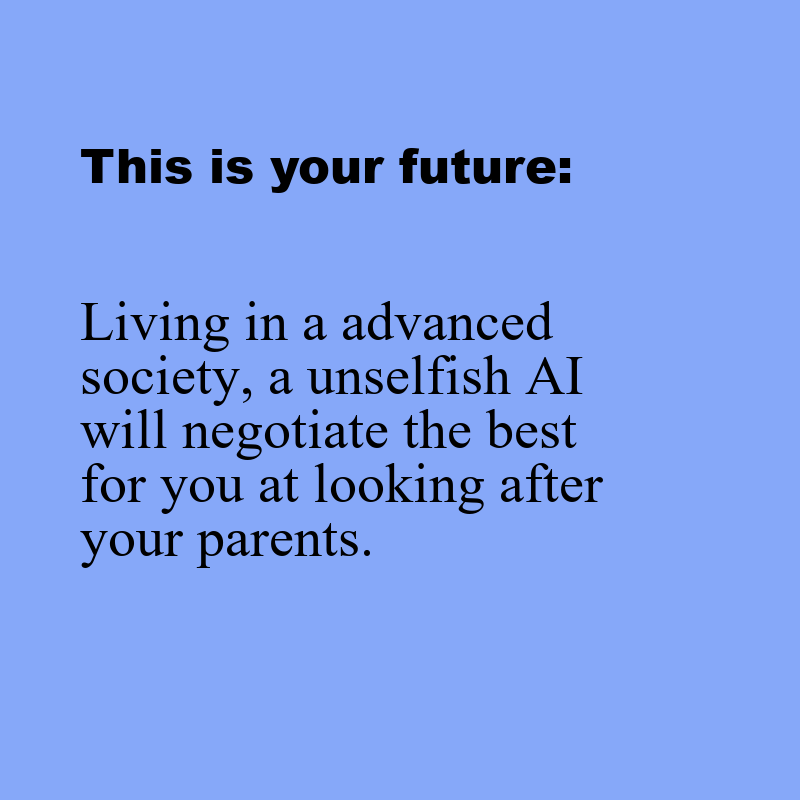 This is your future:
Living in a advanced
society, a unselfish AI
will negotiate the best
for you at looking after
your parents.